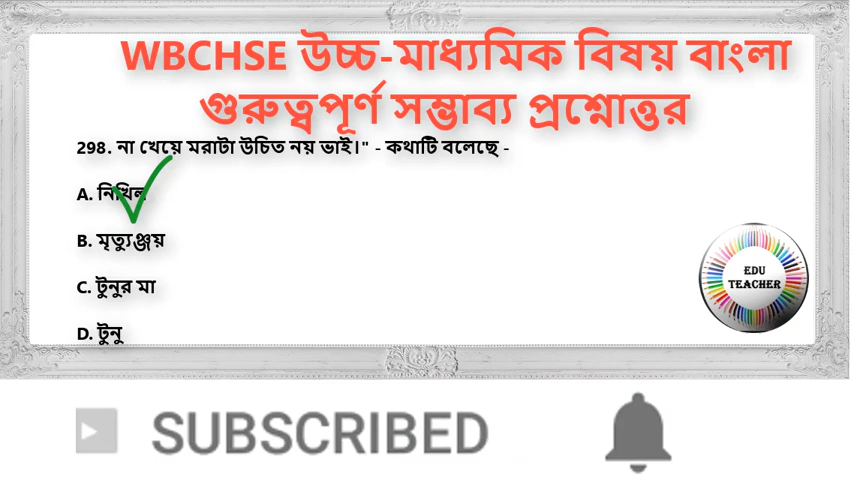 WBCHSE উচ্চ-মাধ্যমিক বিষয় বাংলা
গুরুত্বপূর্ণ সম্ভাব্য প্রশ্নোত্তর
298. না খেয়ে মরাটা উচিত নয় ভাই।" - কথাটি বলেছে -
A. নিখিল
B. মৃত্যুঞ্জয়
C. টুনুর মা
D. টুনু
EDU
TEACHER
SUBSCRIBED